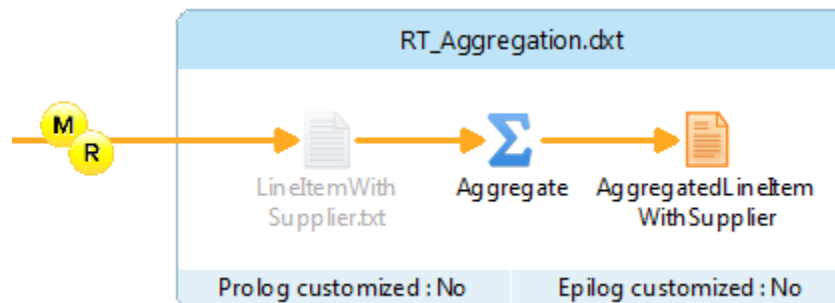 RT_Aggregation.dxt
M
R
LineItemWith
Supplier.txt
Aggregate
AggregatedLineItem
WithSupplier
Prolog customized : No
Epilog customized : No